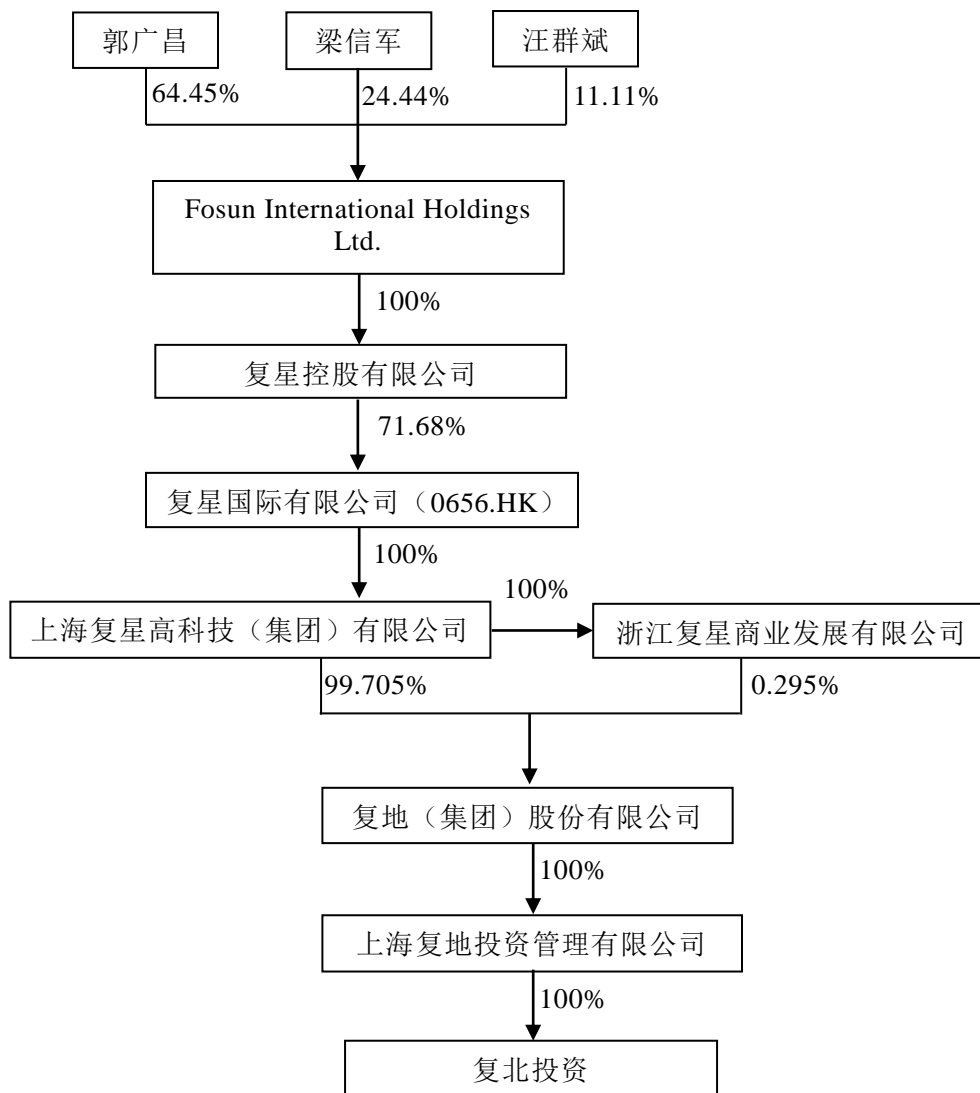 郭广昌
梁信军
汪群斌
64.45%
24.44%
11.11%
Fosun International Holdings
Ltd.
100%
复星控股有限公司
71.68%
复星国际有限公司（0656.HK）
100%
100%
上海复星高科技（集团）有限公司
浙江复星商业发展有限公司
99.705%
0.295%
复地（集团）股份有限公司
100%
上海复地投资管理有限公司
100%
复北投资